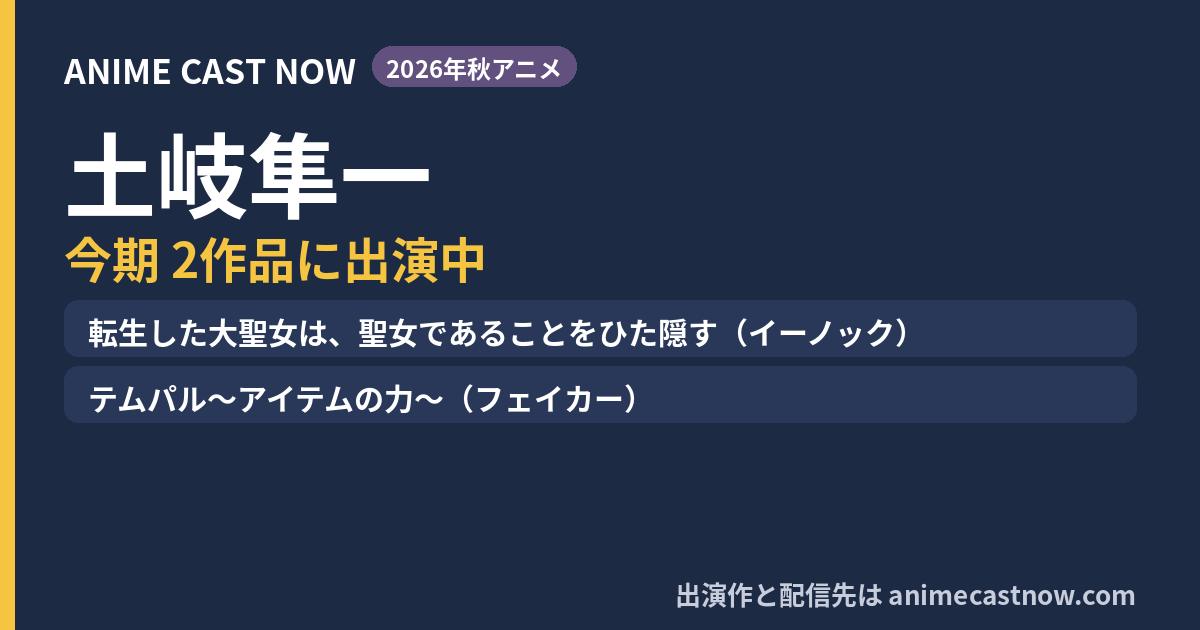 ANIME CAST NOW 2026年秋アニメ
土岐隼一
今期 2作品に出演中
転生した大聖女は、聖女であることをひた隠す（イーノック）
テムパル～アイテムの力～（フェイカー）
出演作と配信先は animecastnow.com